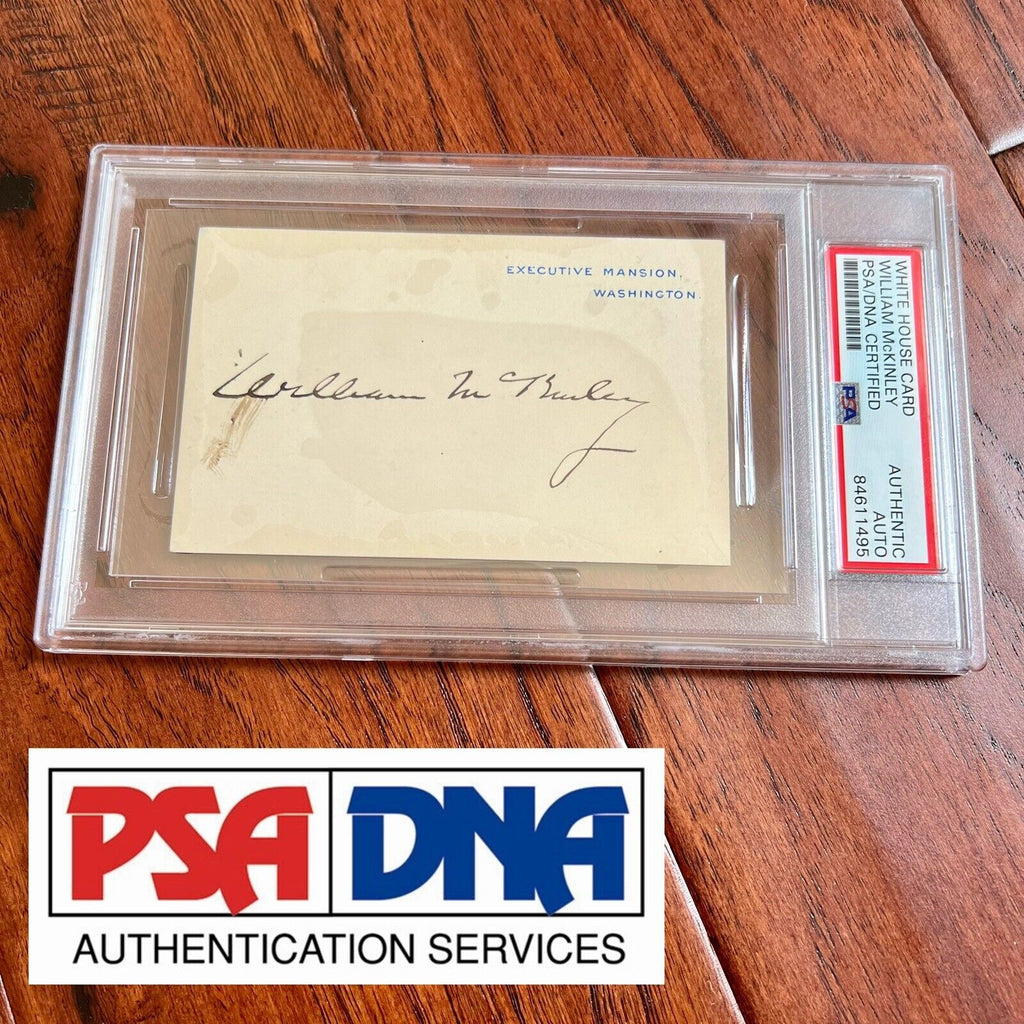 EXECUTIVE MANSION,
WASHINGTON.
William McKinley
WHITE HOUSE CARD
WILLIAM McKINLEY
PSA/DNA CERTIFIED
PSA
AUTHENTIC
AUTO
84611495
PSA DNA
AUTHENTICATION SERVICES